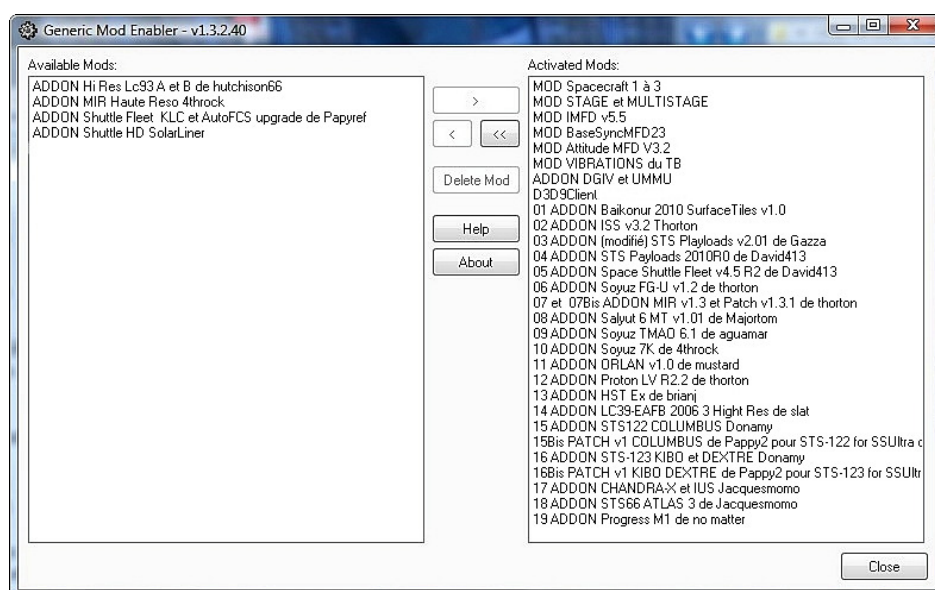 Generic Mod Enabler - v1.3.2.40
Available Mods:
ADDON Hi Res Lc93 A et B de hutchison66
ADDON MIR Haute Reso 4throck
ADDON Shuttle Fleet KLC et AutoFCS upgrade de Papyref
ADDON Shuttle HD SolarLiner
>
< <<
Delete Mod
Help
About
Activated Mods:
MOD Spacecraft 1 à 3
MOD STAGE et MULTISTAGE
MOD IMFD v5.5
MOD BaseSyncMFD23
MOD Attitude MFD V3.2
MOD VIBRATIONS du TB
ADDON DGIV et UMMU
D3D9Client
01 ADDON Baikonur 2010 SurfaceTiles v1.0
02 ADDON ISS v3.2 Thorton
03 ADDON (modifié) STS Playloads v2.01 de Gazza
04 ADDON STS Payloads 2010R0 de David413
05 ADDON Space Shuttle Fleet v4.5 R2 de David413
06 ADDON Soyuz FG-U v1.2 de thorton
07 et 07Bis ADDON MIR v1.3 et Patch v1.3.1 de thorton
08 ADDON Salyut 6 MT v1.01 de Majortom
09 ADDON Soyuz TMAO 6.1 de aguamar
10 ADDON Soyuz 7K de 4throck
11 ADDON ORLAN v1.0 de mustard
12 ADDON Proton LV R2.2 de thorton
13 ADDON HST Ex de brianj
14 ADDON LC39-EAFB 2006 3 Hight Res de slat
15 ADDON STS122 COLUMBUS Donamy
15Bis PATCH v1 COLUMBUS de Pappy2 pour STS-122 for SSUltra
16 ADDON STS-123 KIBO et DEXTRE Donamy
16Bis PATCH v1 KIBO DEXTRE de Pappy2 pour STS-123 for SSUltr
17 ADDON CHANDRA-X et IUS Jacquesmomo
18 ADDON STS66 ATLAS 3 de Jacquesmomo
19 ADDON Progress M1 de no matter
Close